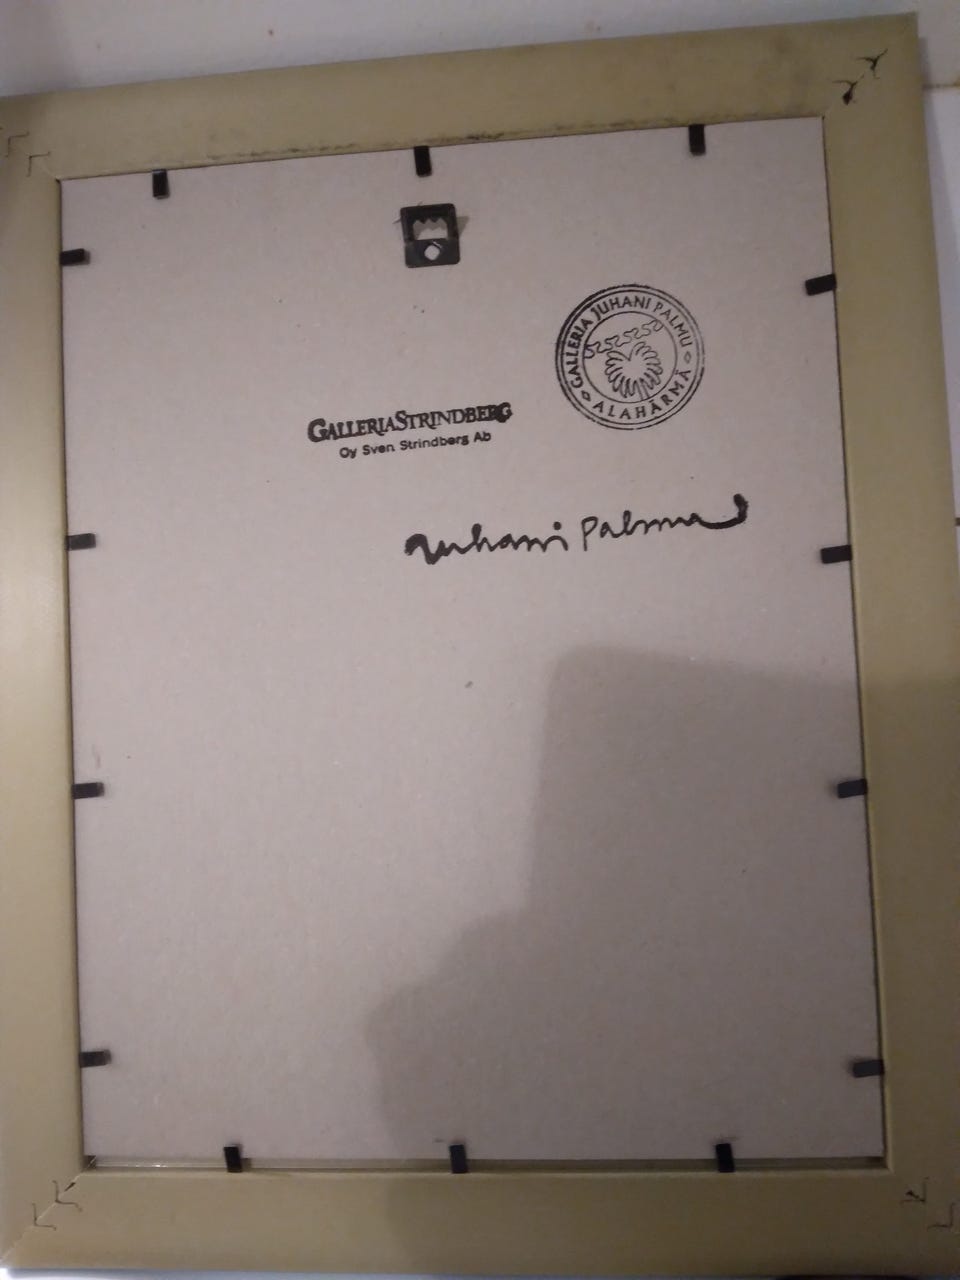 GALLERIA JUHANI PALMU
ALAHÄRMÄ
GALLERIASTRINDBERG
Oy Sven Strindberg Ab
Juhani Palmu